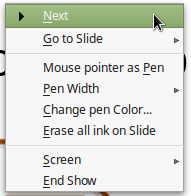 Next
Go to Slide
Mouse pointer as Pen
Pen Width
Change pen Color...
Erase all ink on Slide
Screen
End Show